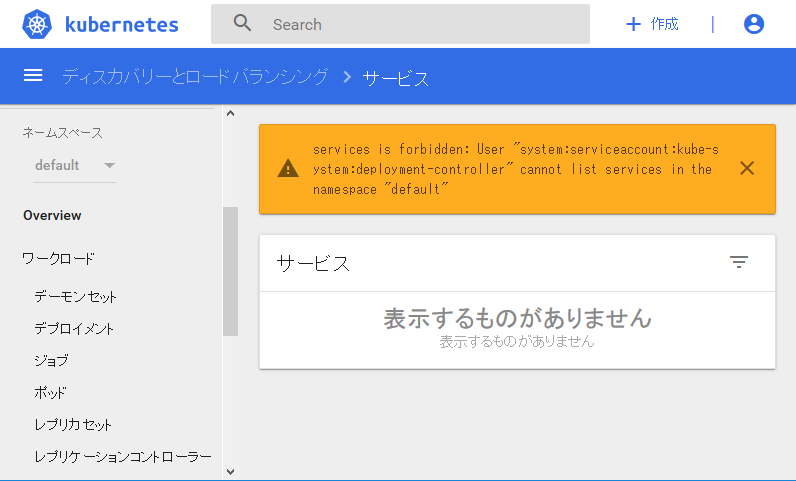 kubernetes
Search
作成
ディスカバリーとロードバランシング
サービス
ネームスペース
default
Overview
ワークロード
デーモンセット
デプロイメント
ジョブ
ポッド
レプリカセット
レプリケーションコントローラー
services is forbidden: User "system:serviceaccount:kube-s
ystem:deployment-controller" cannot list services in the
namespace "default"
サービス
表示するものがありません
表示するものがありません